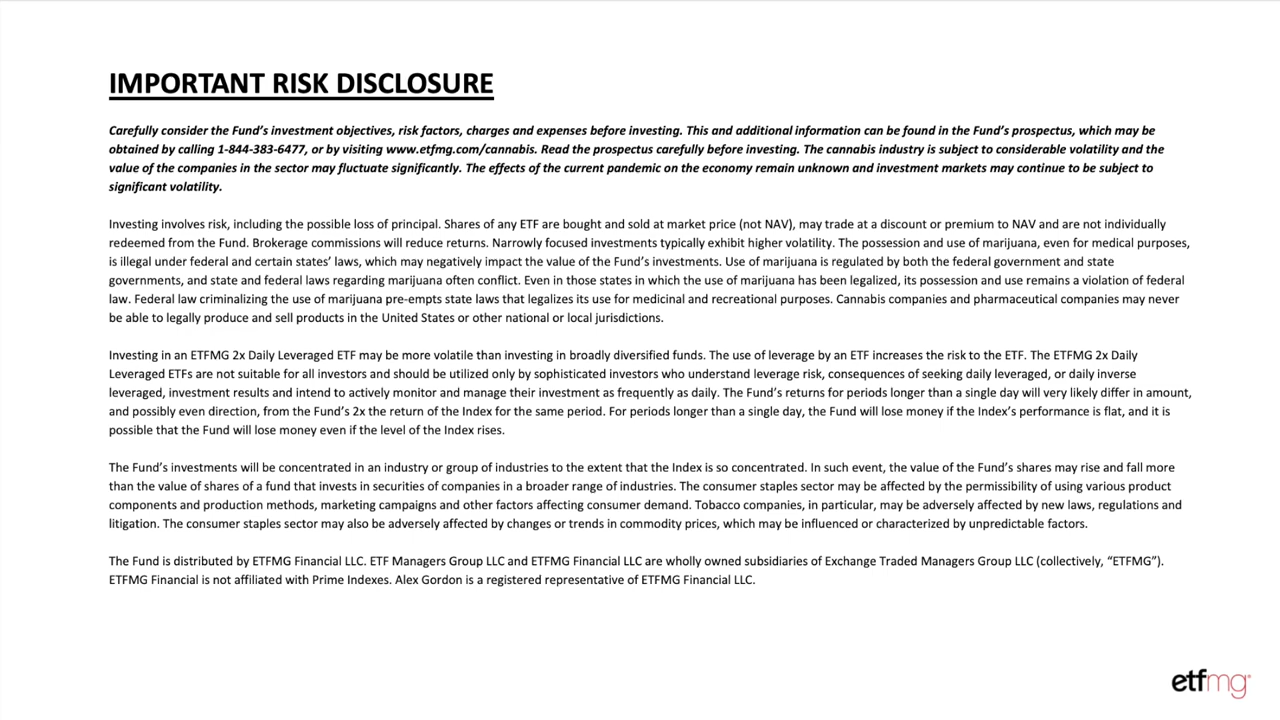 IMPORTANT RISK DISCLOSURE
Carefully consider the Fund's investment objectives, risk factors, charges and expenses before investing. This and additional information can be found in the Fund's prospectus, which may be
obtained by calling 1-844-383-6477, or by visiting www.etfmg.com/cannabis. Read the prospectus carefully before investing. The cannabis industry is subject to considerable volatility and the
value of the companies in the sector may fluctuate significantly. The effects of the current pandemic on the economy remain unknown and investment markets may continue to be subject to
significant volatility.
Investing involves risk, including the possible loss of principal. Shares of any ETF are bought and sold at market price (not NAV), may trade at a discount or premium to NAV and are not individually
redeemed from the Fund. Brokerage commissions will reduce returns. Narrowly focused investments typically exhibit higher volatility. The possession and use of marijuana, even for medical purposes,
is illegal under federal and certain states' laws, which may negatively impact the value of the Fund's investments. Use of marijuana is regulated by both the federal government and state
governments, and state and federal laws regarding marijuana often conflict. Even in those states in which the use of marijuana has been legalized, its possession and use remains a violation of federal
law. Federal law criminalizing the use of marijuana pre-empts state laws that legalizes its use for medicinal and recreational purposes. Cannabis companies and pharmaceutical companies may never
be able to legally produce and sell products in the United States or other national or local jurisdictions.
Investing in an ETFMG 2x Daily Leveraged ETF may be more volatile than investing in broadly diversified funds. The use of leverage by an ETF increases the risk to the ETF. The ETFMG 2x Daily
Leveraged ETFs are not suitable for all investors and should be utilized only by sophisticated investors who understand leverage risk, consequences of seeking daily leveraged, or daily inverse
leveraged, investment results and intend to actively monitor and manage their investment as frequently as daily. The Fund's returns for periods longer than a single day will very likely differ in amount,
and possibly even direction, from the Fund's 2x the return of the Index for the same period. For periods longer than a single day, the Fund will lose money if the Index's performance is flat, and it is
possible that the Fund will lose money even if the level of the Index rises.
The Fund's investments will be concentrated in an industry or group of industries to the extent that the Index is so concentrated. In such event, the value of the Fund's shares may rise and fall more
than the value of shares of a fund that invests in securities of companies in a broader range of industries. The consumer staples sector may be affected by the permissibility of using various product
components and production methods, marketing campaigns and other factors affecting consumer demand. Tobacco companies, in particular, may be adversely affected by new laws, regulations and
litigation. The consumer staples sector may also be adversely affected by changes or trends in commodity prices, which may be influenced or characterized by unpredictable factors.
The Fund is distributed by ETFMG Financial LLC. ETF Managers Group LLC and ETFMG Financial LLC are wholly owned subsidiaries of Exchange Traded Managers Group LLC (collectively, "ETFMG").
ETFMG Financial is not affiliated with Prime Indexes. Alex Gordon is a registered representative of ETFMG Financial LLC.
etfmg